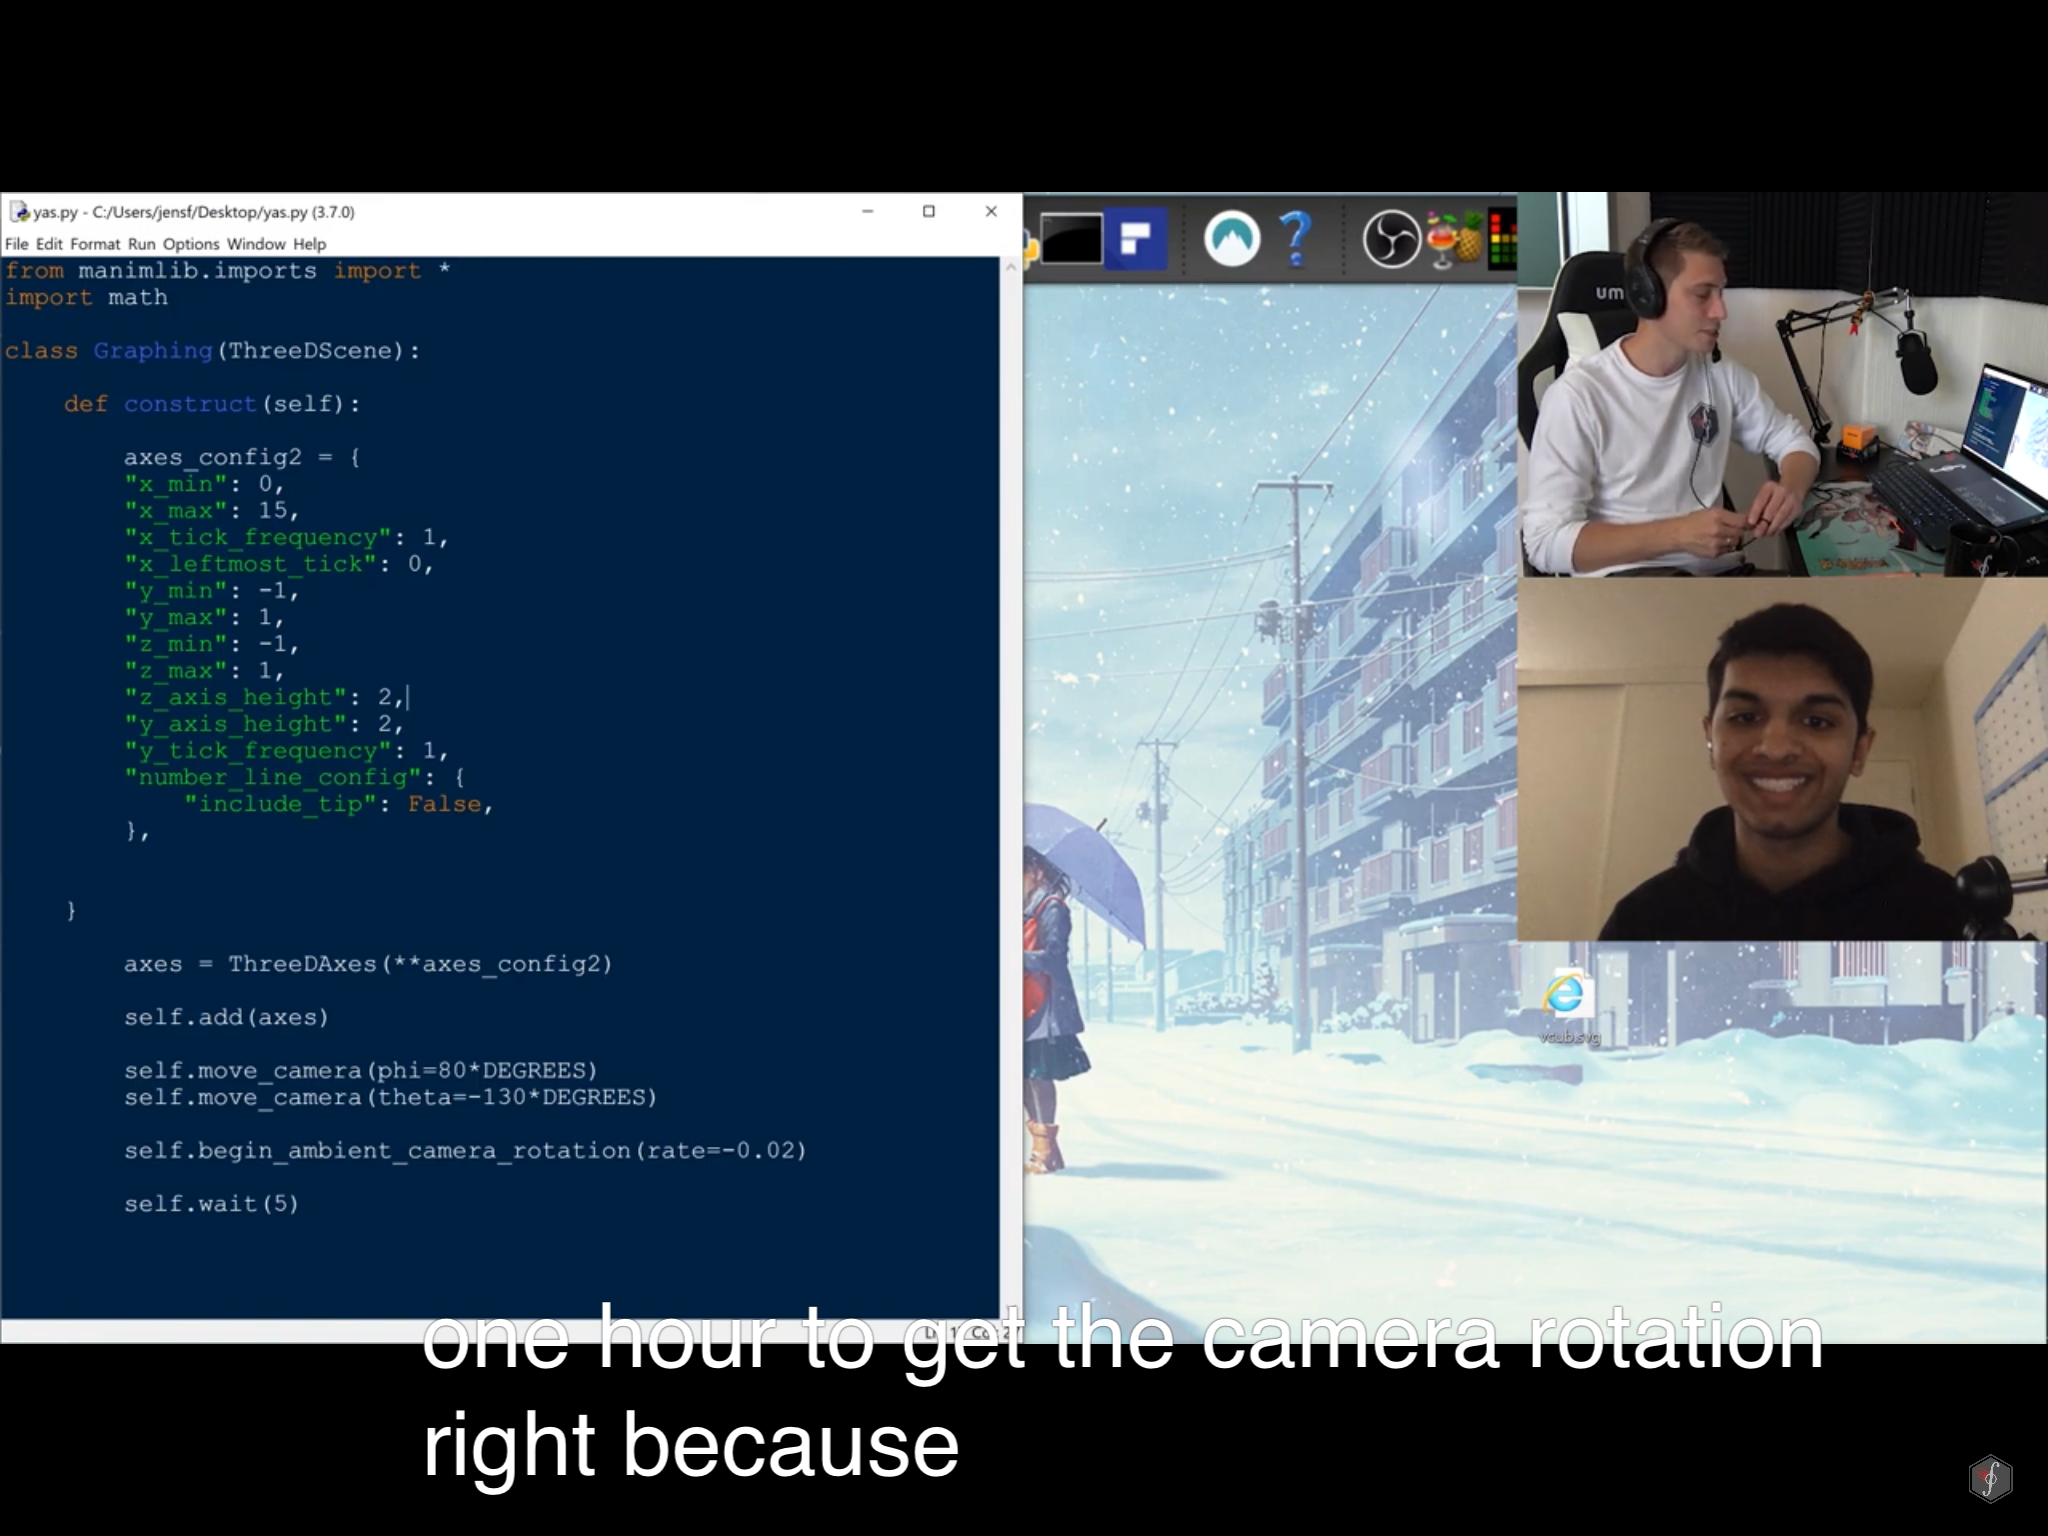 yas.py - C:/Users/jensf/Desktop/yas.py (3.7.0)
File Edit Format Run Options Window Help
from manimlib.imports import *
import math
class Graphing(ThreeDScene):
def construct(self):
axes_config2 = {
"x_min": 0,
"x_max": 15,
"x_tick_frequency": 1,
"x_leftmost_tick": 0,
"y_min": -1,
"y_max": 1,
"z_min": -1,
"z_max": 1,
"z_axis_height": 2,
"y_axis_height": 2,
"y_tick_frequency": 1,
"number_line_config": {
"include_tip": False,
},
}
axes = ThreeDAxes(**axes_config2)
self.add(axes)
self.move_camera(phi=80*DEGREES)
self.move_camera(theta=-130*DEGREES)
self.begin_ambient_camera_rotation(rate=-0.02)
self.wait(5)
um
vcub.svg
one hour to get the camera rotation
right because